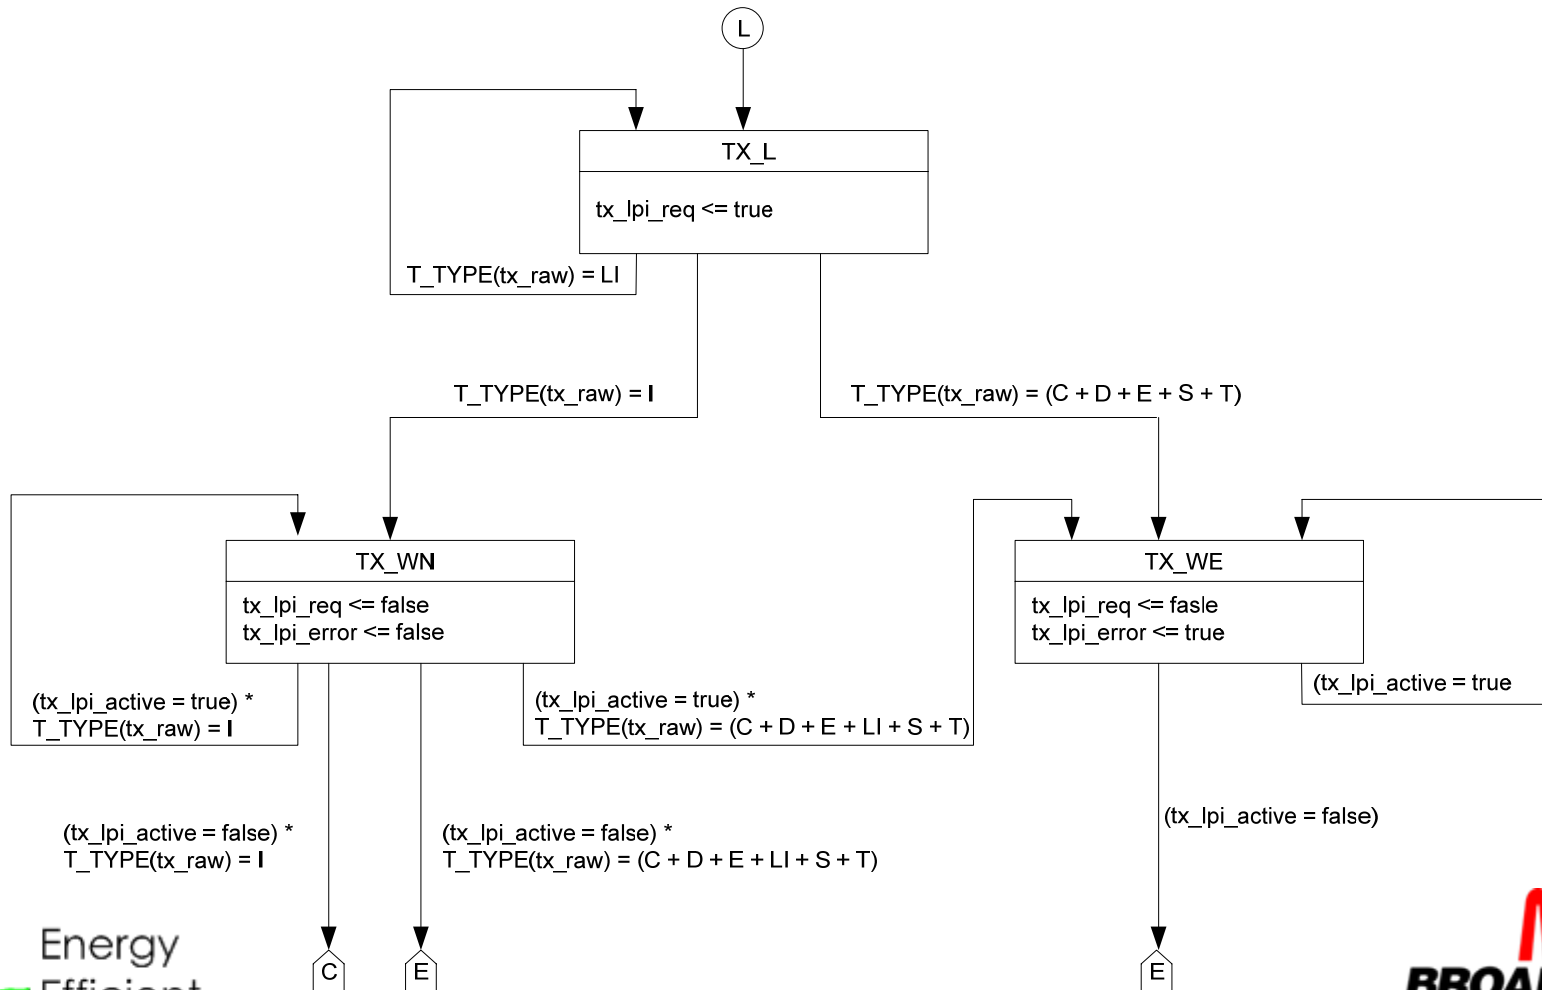 L
TX_L
tx_lpi_req <= true
T_TYPE(tx_raw) = LI
T_TYPE(tx_raw) = I
T_TYPE(tx_raw) = (C + D + E + S + T)
TX_WN
tx_lpi_req <= false
tx_lpi_error <= false
TX_WE
tx_lpi_req <= fasle
tx_lpi_error <= true
(tx_lpi_active = true) *
T_TYPE(tx_raw) = I
(tx_lpi_active = true) *
T_TYPE(tx_raw) = (C + D + E + LI + S + T)
(tx_lpi_active = true
(tx_lpi_active = false) *
T_TYPE(tx_raw) = I
(tx_lpi_active = false) *
T_TYPE(tx_raw) = (C + D + E + LI + S + T)
(tx_lpi_active = false)
C
E
E
Energy
Efficient
BROA